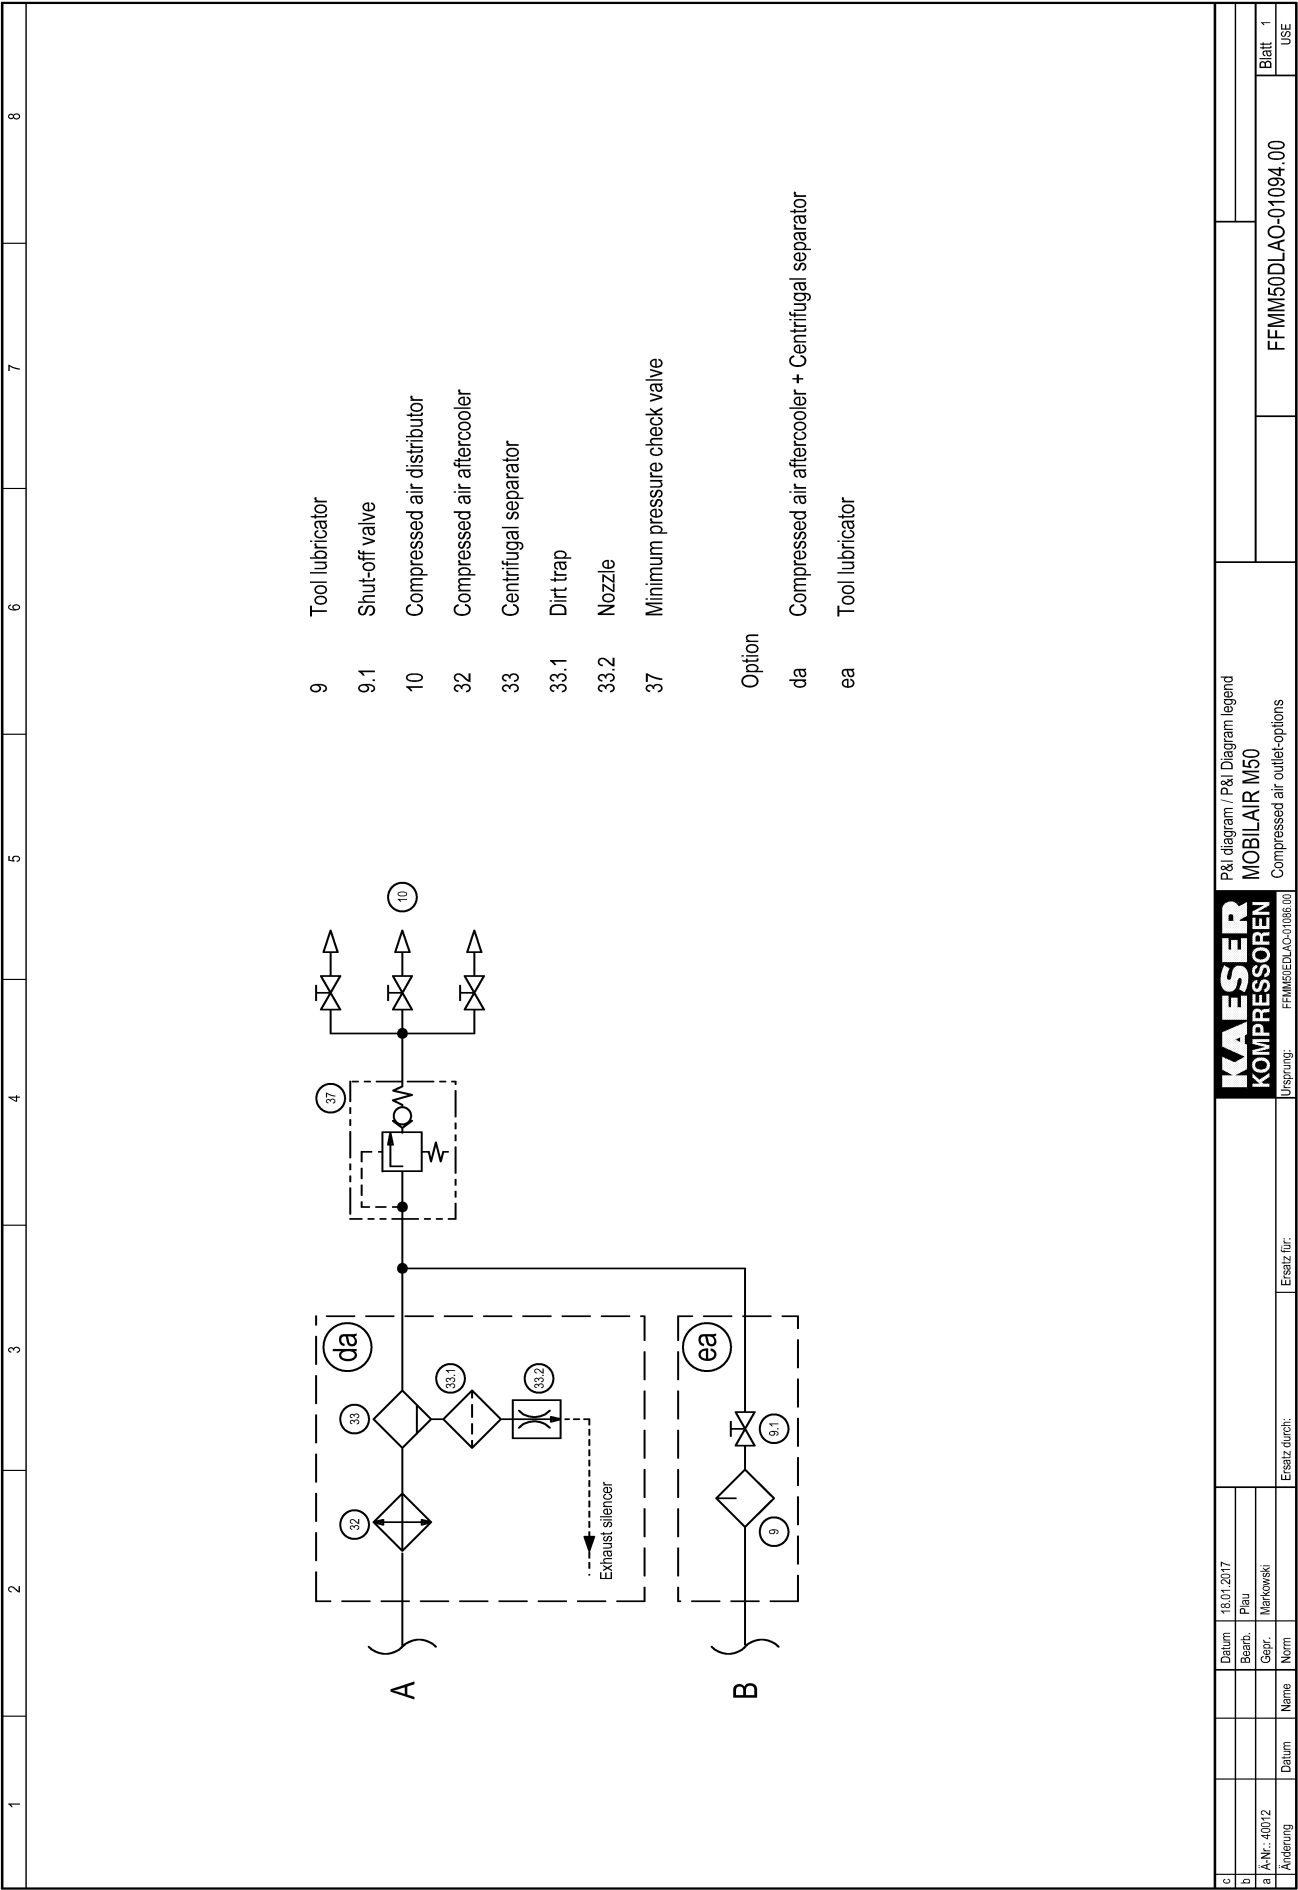 1 2 3 4 5 6 7 8
A
B
32
33
da
33.1
33.2
Exhaust silencer
9
9.1
ea
37
10
9 Tool lubricator
9.1 Shut-off valve
10 Compressed air distributor
32 Compressed air aftercooler
33 Centrifugal separator
33.1 Dirt trap
33.2 Nozzle
37 Minimum pressure check valve
Option
da Compressed air aftercooler + Centrifugal separator
ea Tool lubricator
c
b
a Ä-Nr.: 40012
Änderung Datum Name
Datum 18.01.2017
Bearb. Plau
Gepr. Markowski
Norm
Ersatz durch:
Ersatz für:
KAESER
KOMPRESSOREN
Ursprung: FFMM50EDLAO-01086.00
P&I diagram / P&I Diagram legend
MOBILAIR M50
Compressed air outlet-options
FFMM50DLAO-01094.00
Blatt 1
USE